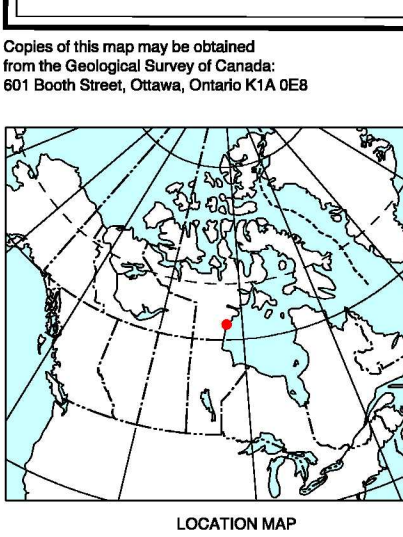 Copies of this map may be obtained
from the Geological Survey of Canada:
601 Booth Street, Ottawa, Ontario K1A 0E8
LOCATION MAP